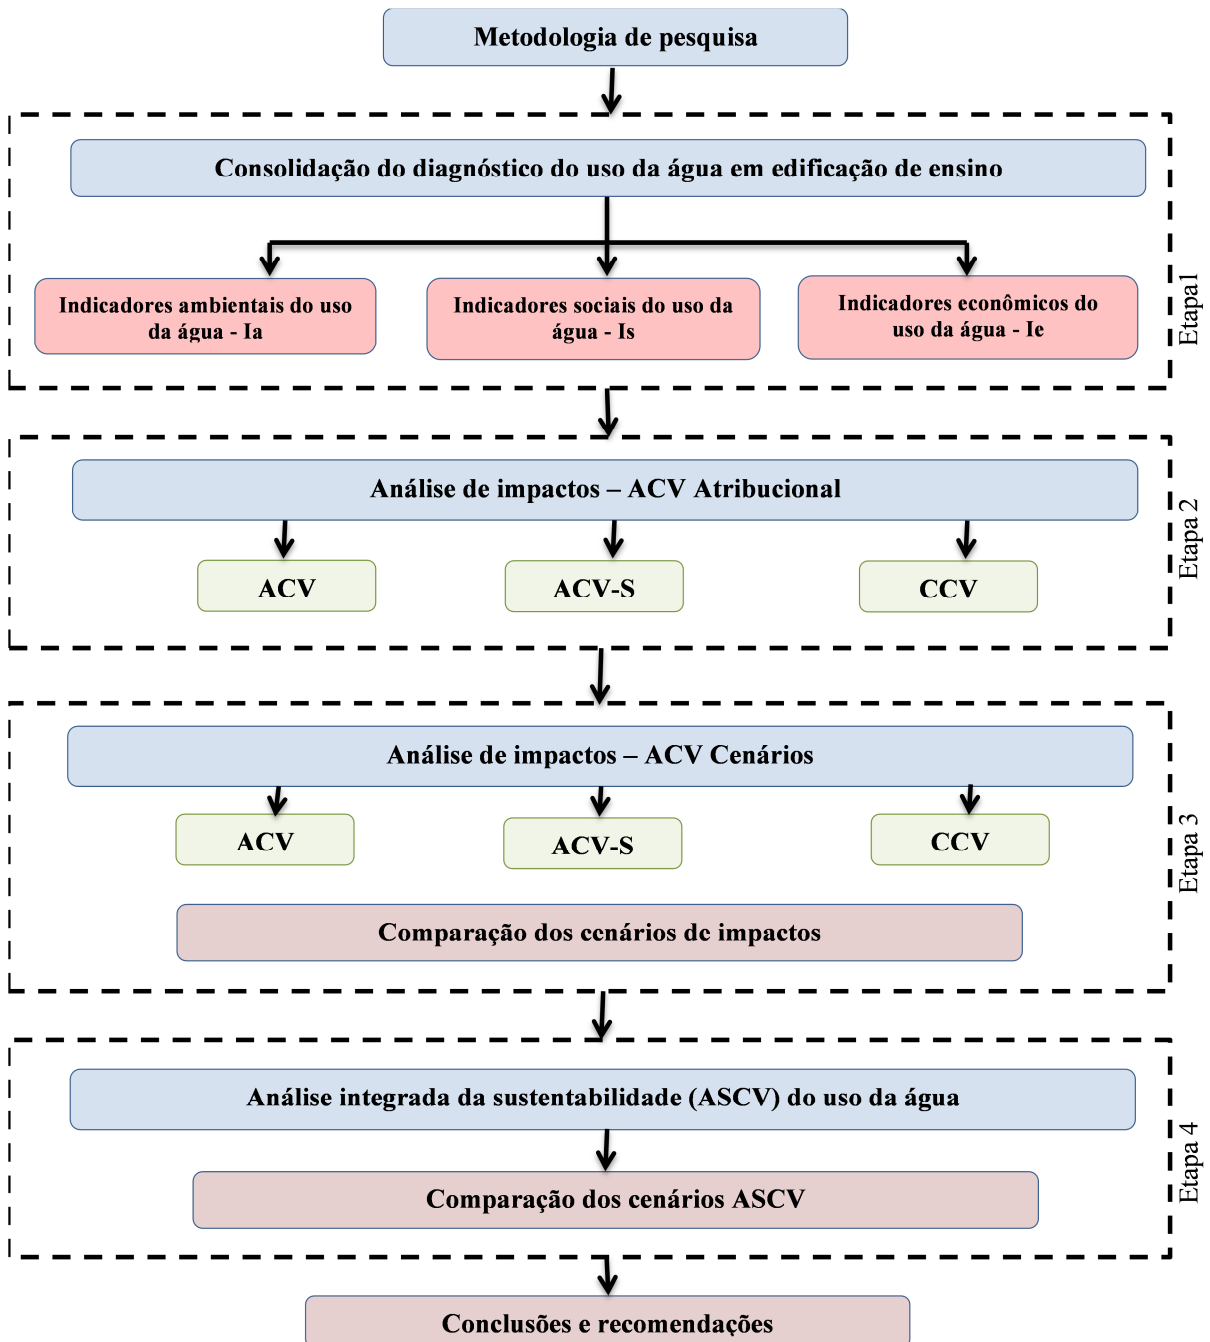 Metodologia de pesquisa
Consolidação do diagnóstico do uso da água em edificação de ensino
Indicadores ambientais do uso
da água - Ia
Indicadores sociais do uso da
água - Is
Indicadores econômicos do
uso da água - Ie
Etapa1
Análise de impactos – ACV Atribucional
ACV
ACV-S
CCV
Etapa 2
Análise de impactos – ACV Cenários
ACV
ACV-S
CCV
Comparação dos cenários de impactos
Etapa 3
Análise integrada da sustentabilidade (ASCV) do uso da água
Comparação dos cenários ASCV
Etapa 4
Conclusões e recomendações